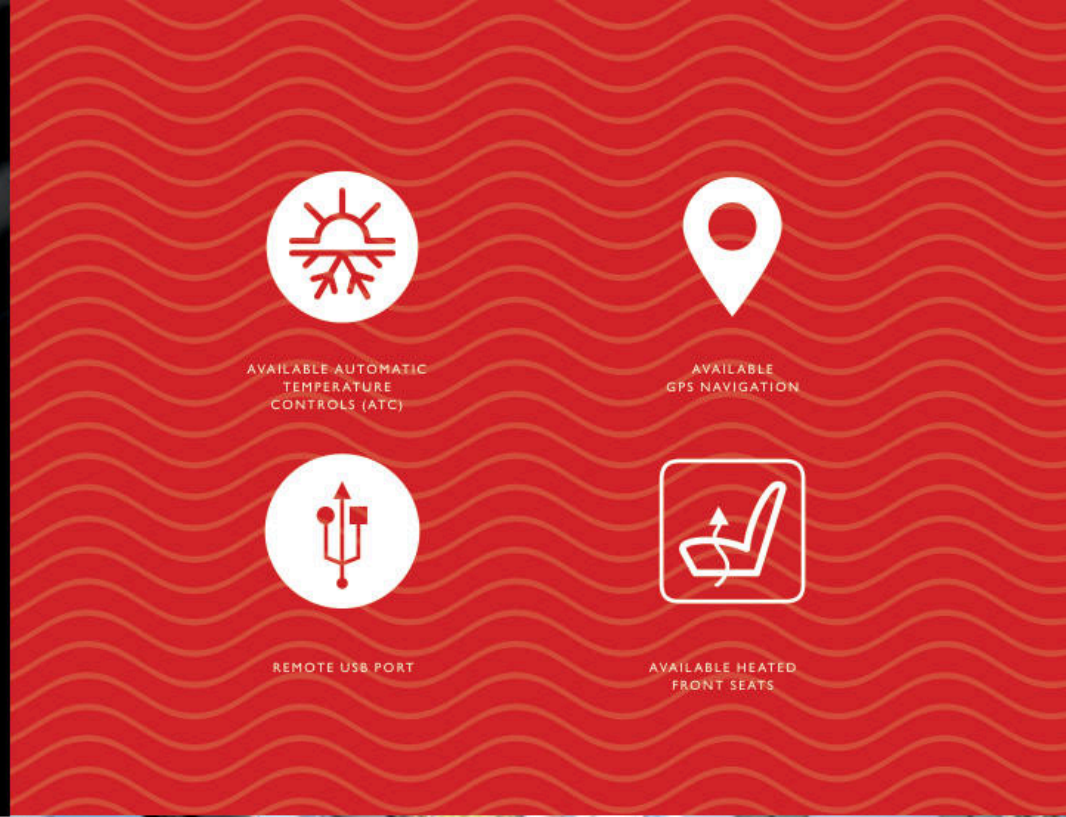 AVAILABLE AUTOMATIC
TEMPERATURE
CONTROLS (ATC)
AVAILABLE
GPS NAVIGATION
REMOTE USB PORT
AVAILABLE HEATED
FRONT SEATS